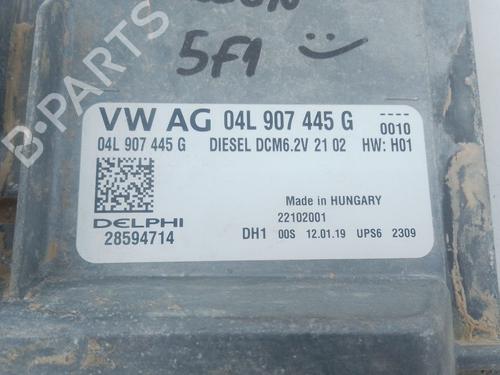 5F1
VW AG 04L 907 445 G 0010
04L 907 445 G DIESEL DCM6.2V 21 02 HW: H01
Made in HUNGARY
22102001
DELPHI
28594714 DH1 00S 12.01.19 UPS6 2309
B-PARTS